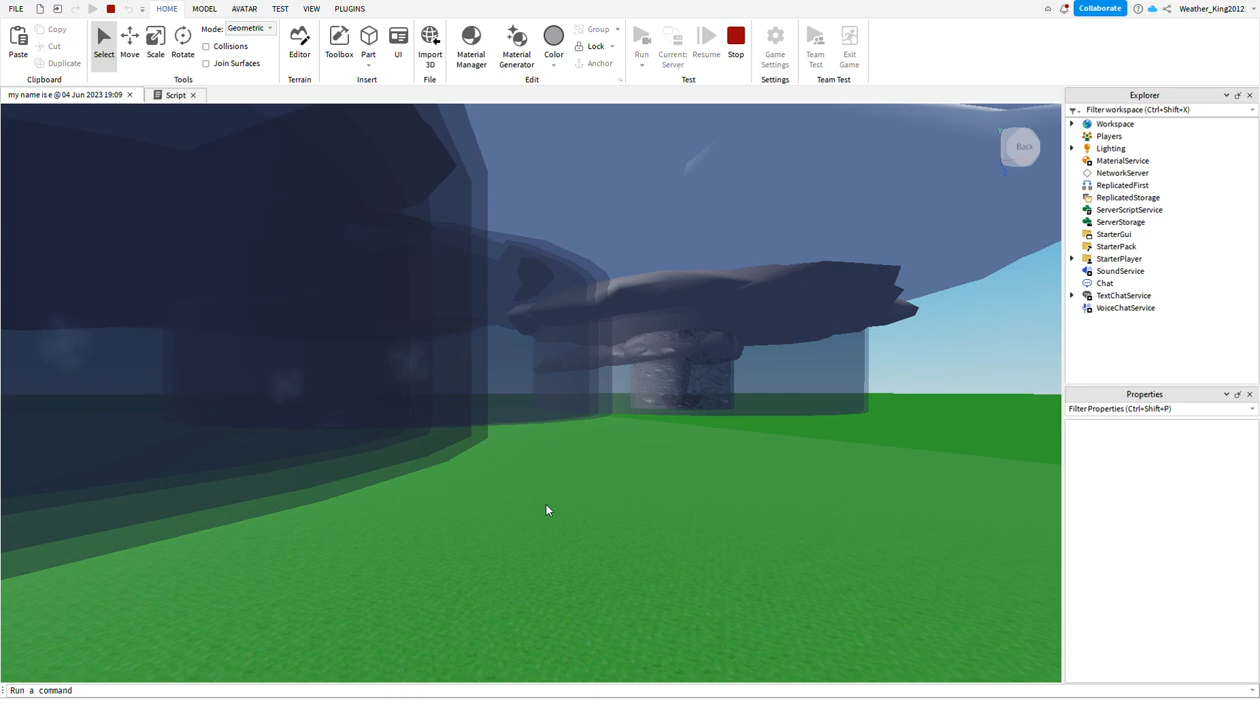 FILE HOME MODEL AVATAR TEST VIEW PLUGINS Collaborate Weather_King2012
Paste Copy Cut Duplicate Clipboard
Select Move Scale Rotate Mode: Geometric Collisions Join Surfaces Tools
Editor Terrain
Toolbox Part UI Insert
Import 3D File
Material Manager Material Generator Color Group Lock Anchor Edit
Run Current: Server Resume Stop Test
Game Settings Settings
Team Test Exit Game Team Test
my name is e @ 04 Jun 2023 19:09 Script
Back
Explorer
Filter workspace (Ctrl+Shift+X)
Workspace
Players
Lighting
MaterialService
NetworkServer
ReplicatedFirst
ReplicatedStorage
ServerScriptService
ServerStorage
StarterGui
StarterPack
StarterPlayer
SoundService
Chat
TextChatService
VoiceChatService
Properties
Filter Properties (Ctrl+Shift+P)
Run a command